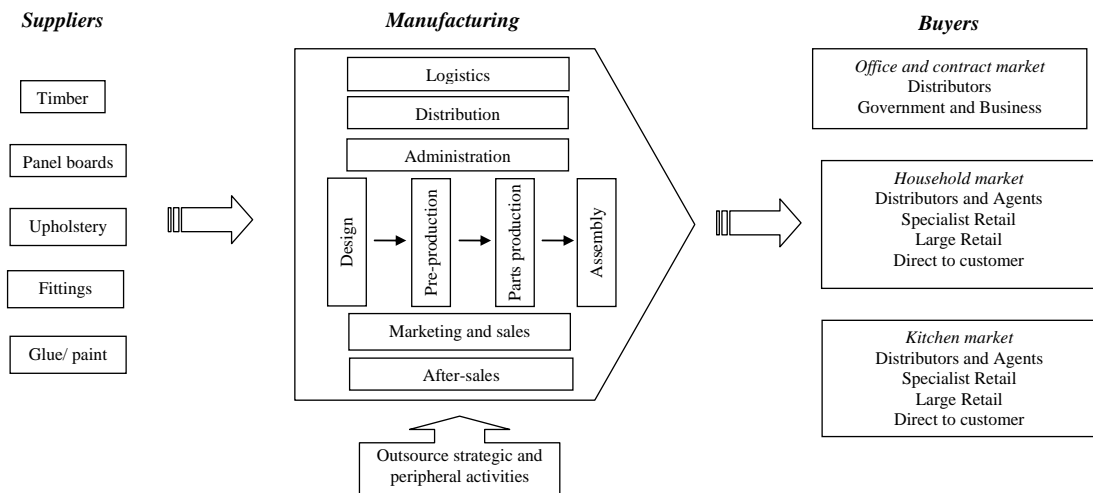 Suppliers
Timber
Panel boards
Upholstery
Fittings
Glue/ paint
Manufacturing
Logistics
Distribution
Administration
Design
Pre-production
Parts production
Assembly
Marketing and sales
After-sales
Outsource strategic and
peripheral activities
Buyers
Office and contract market
Distributors
Government and Business
Household market
Distributors and Agents
Specialist Retail
Large Retail
Direct to customer
Kitchen market
Distributors and Agents
Specialist Retail
Large Retail
Direct to customer